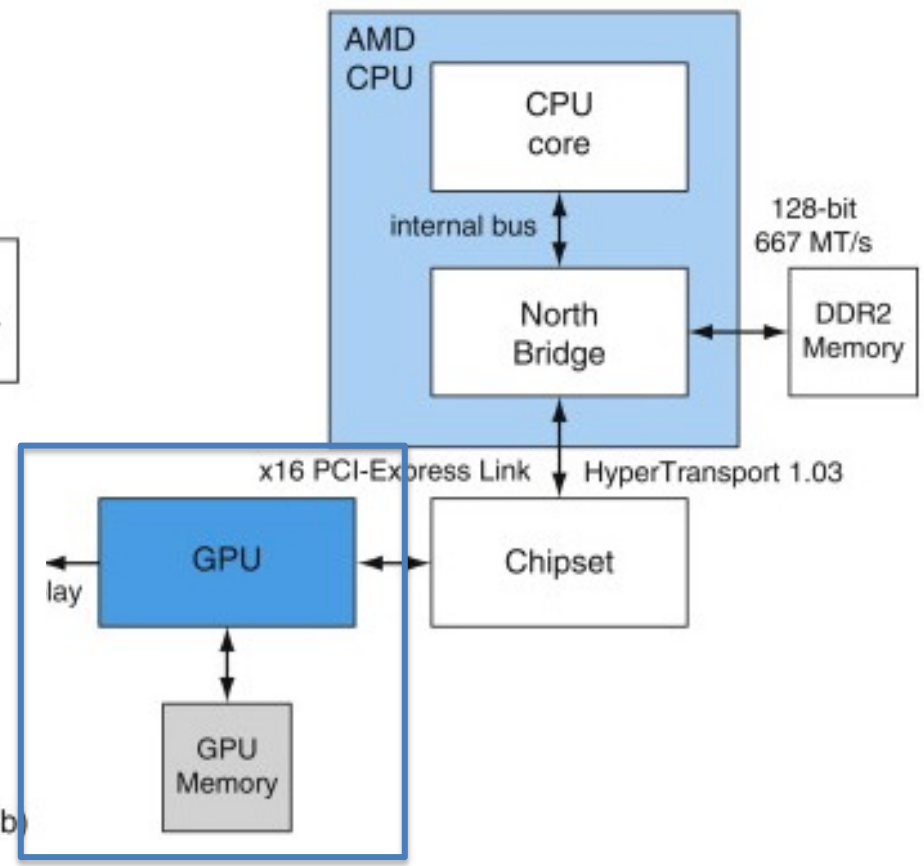 AMD
CPU
CPU
core
internal bus
128-bit
667 MT/s
North
Bridge
DDR2
Memory
x16 PCI-Express Link
HyperTransport 1.03
GPU
Chipset
lay
GPU
Memory
b)